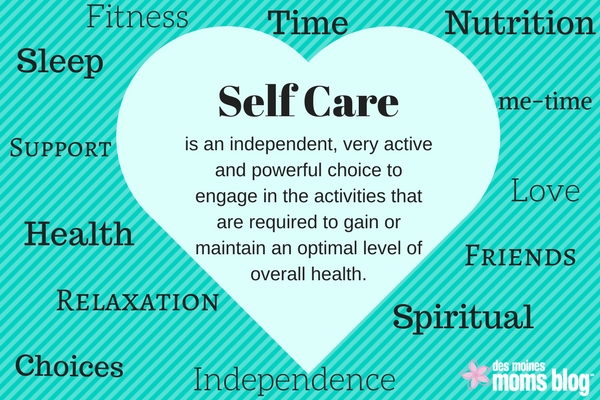 Fitness
Time
Nutrition
Sleep
Self Care
me-time
is an independent, very active
and powerful choice to
engage in the activities that
are required to gain or
maintain an optimal level of
overall health.
Support
Love
Health
Friends
Relaxation
Spiritual
Choices
Independence
des moines
moms blog